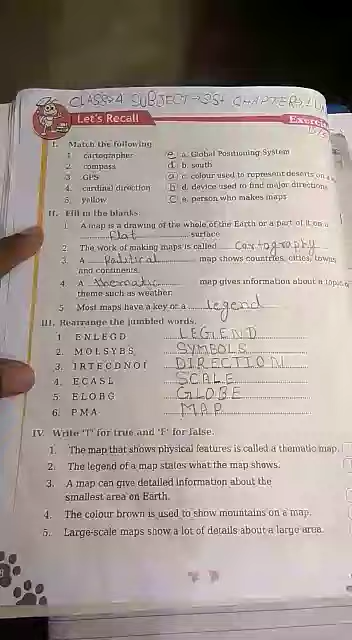 CLASS-4 SUBJECT-SSt CHAPTER-1
Let's Recall
Exercise
I. Match the following
1. cartographer e a. Global Positioning System
2. compass d b. south
3. GPS a c. colour used to represent deserts on a
4. cardinal direction b d. device used to find major directions
5. yellow c e. person who makes maps
II. Fill in the blanks.
1. A map is a drawing of the whole of the Earth or a part of it on a
flat surface
2. The work of making maps is called cartography
3. A political map shows countries, cities, towns
and continents.
4. A thematic map gives information about a
theme such as weather.
5. Most maps have a key or a legend
III. Rearrange the jumbled words.
1. ENLEGD LEGEND
2. MOLSYBS SYMBOLS
3. IRTECDNOI DIRECTION
4. ECASL SCALE
5. ELOBG GLOBE
6. PMA MAP
IV. Write 'T' for true and 'F' for false.
1. The map that shows physical features is called a thematic map.
2. The legend of a map states what the map shows.
3. A map can give detailed information about the
smallest area on Earth.
4. The colour brown is used to show mountains on a map.
5. Large-scale maps show a lot of details about a large area.